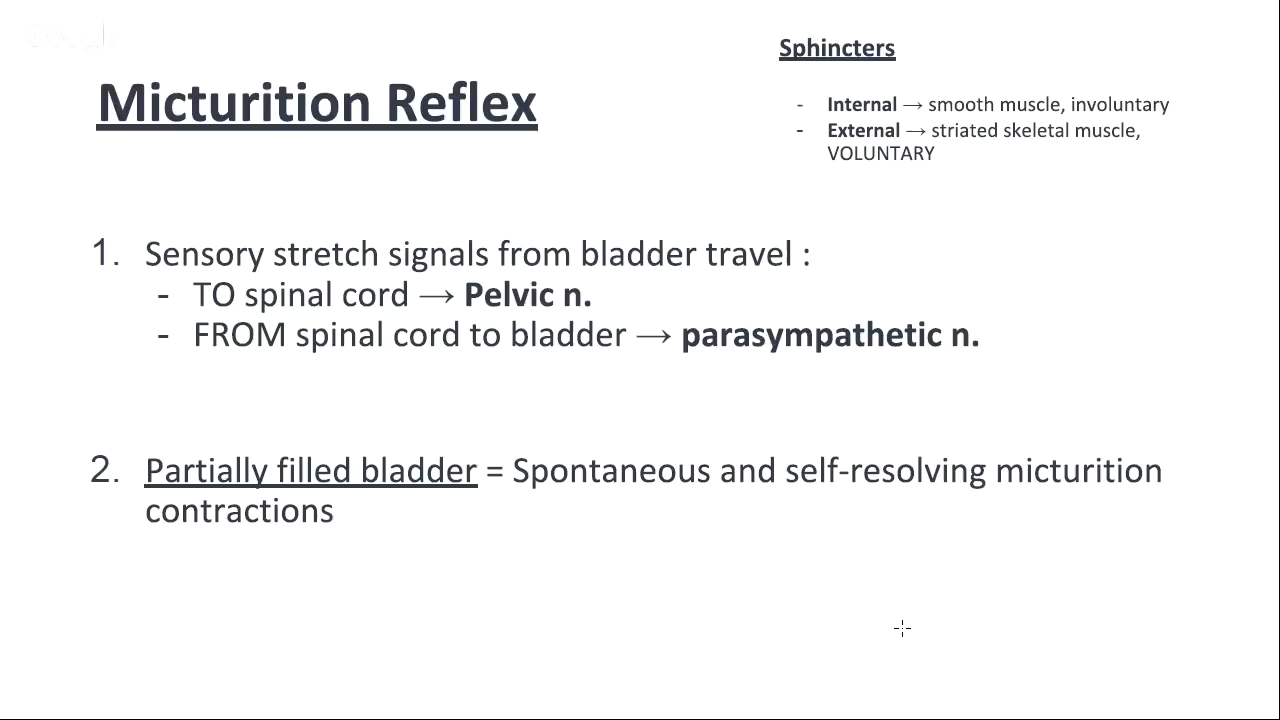 Micturition Reflex
Sphincters
- Internal → smooth muscle, involuntary
- External → striated skeletal muscle,
VOLUNTARY
1. Sensory stretch signals from bladder travel :
- TO spinal cord → Pelvic n.
- FROM spinal cord to bladder → parasympathetic n.
2. Partially filled bladder = Spontaneous and self-resolving micturition
contractions